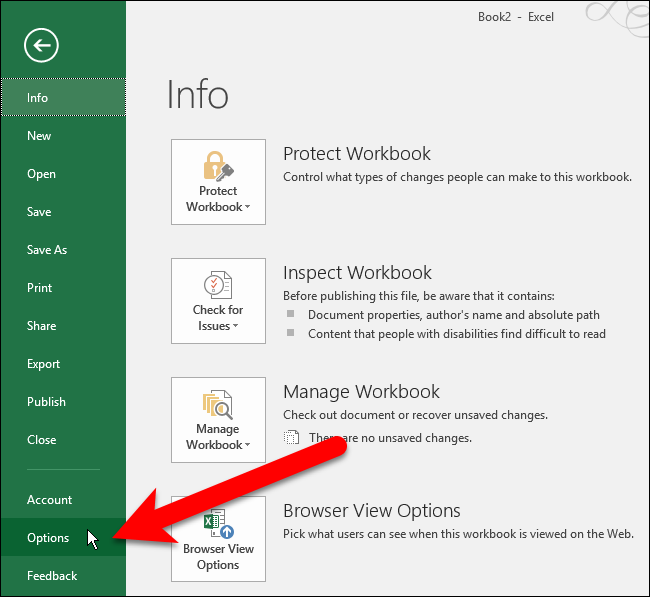 Book2 - Excel
Info
New
Open
Save
Save As
Print
Share
Export
Publish
Close
Account
Options
Feedback
Info
Protect
Workbook
Protect Workbook
Control what types of changes people can make to this workbook.
Check for
Issues
Inspect Workbook
Before publishing this file, be aware that it contains:
Document properties, author's name and absolute path
Content that people with disabilities find difficult to read
Manage
Workbook
Manage Workbook
Check out document or recover unsaved changes.
There are no unsaved changes.
Browser View
Options
Browser View Options
Pick what users can see when this workbook is viewed on the Web.